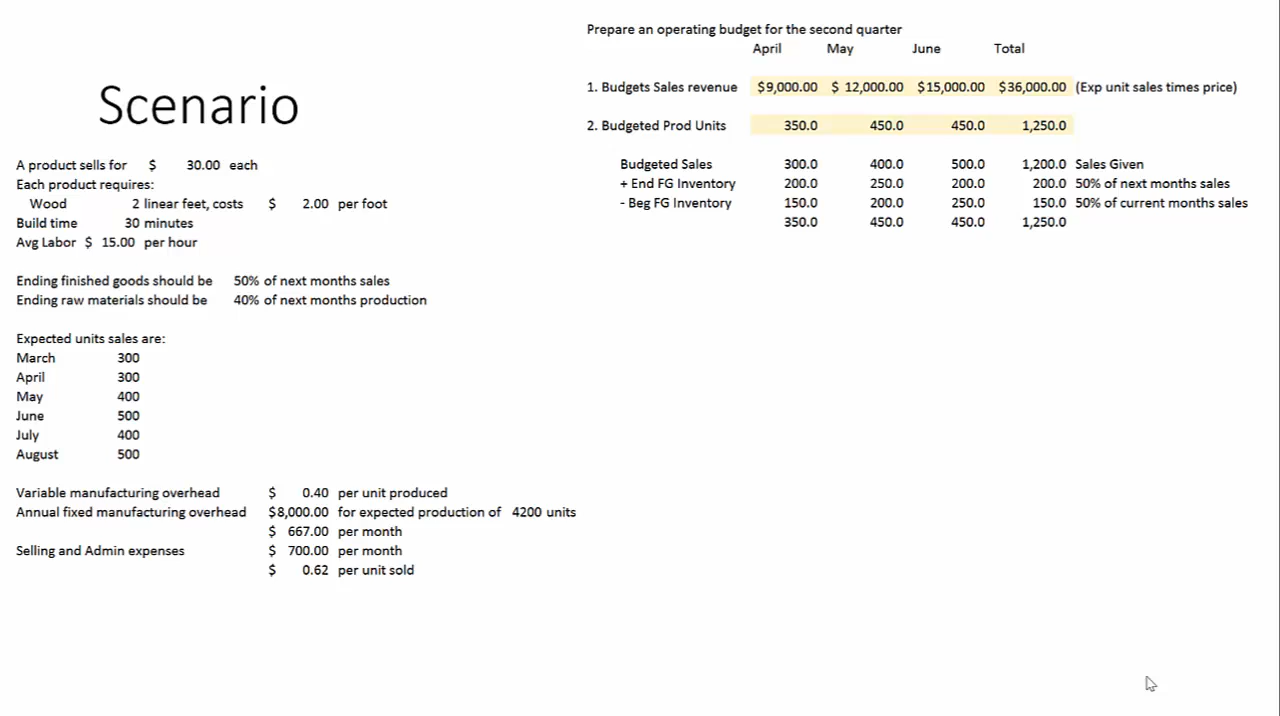 Scenario
A product sells for $ 30.00 each
Each product requires:
Wood 2 linear feet, costs $ 2.00 per foot
Build time 30 minutes
Avg Labor $ 15.00 per hour
Ending finished goods should be 50% of next months sales
Ending raw materials should be 40% of next months production
Expected units sales are:
March 300
April 300
May 400
June 500
July 400
August 500
Variable manufacturing overhead $ 0.40 per unit produced
Annual fixed manufacturing overhead $8,000.00 for expected production of 4200 units
$ 667.00 per month
Selling and Admin expenses $ 700.00 per month
$ 0.62 per unit sold
Prepare an operating budget for the second quarter
April May June Total
1. Budgets Sales revenue $9,000.00 $ 12,000.00 $15,000.00 $36,000.00 (Exp unit sales times price)
2. Budgeted Prod Units 350.0 450.0 450.0 1,250.0
Budgeted Sales 300.0 400.0 500.0 1,200.0 Sales Given
+ End FG Inventory 200.0 250.0 200.0 200.0 50% of next months sales
- Beg FG Inventory 150.0 200.0 250.0 150.0 50% of current months sales
350.0 450.0 450.0 1,250.0